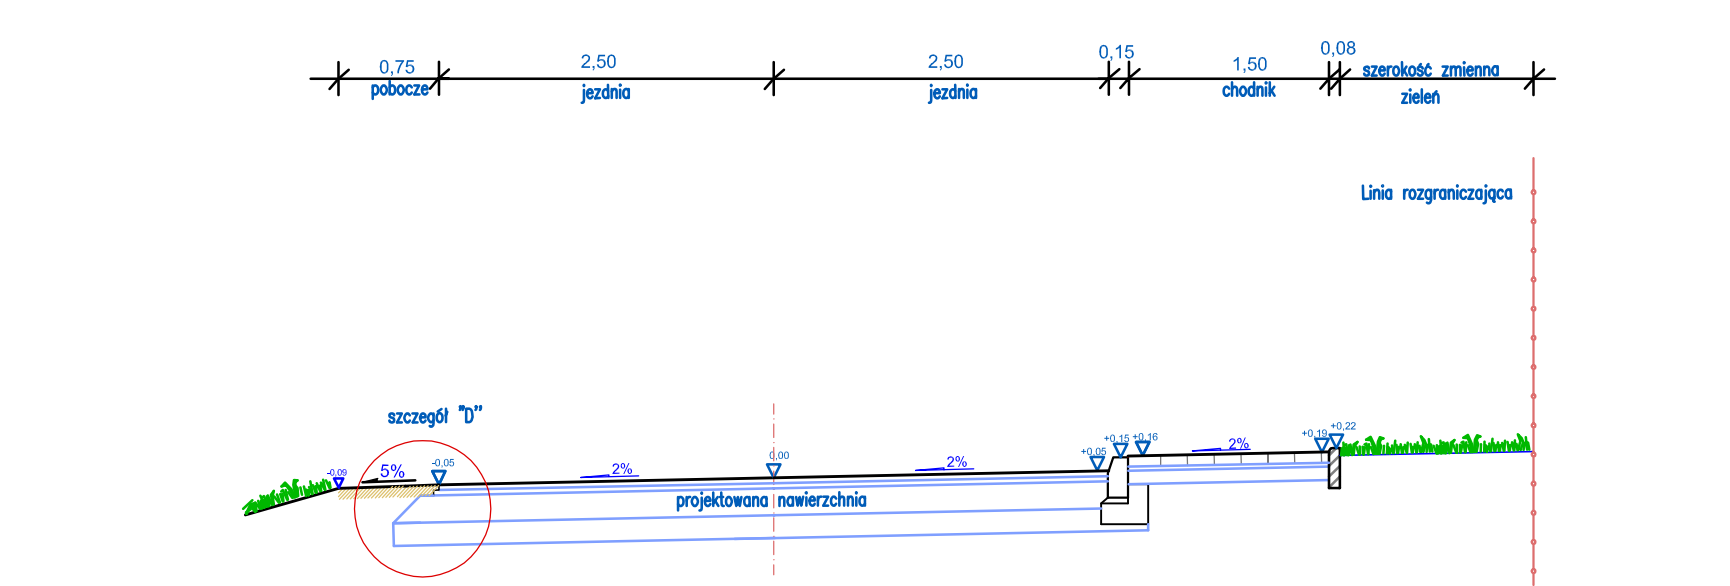 0,75
2,50
2,50
0,15
1,50
0,08
pobocze
jezdnia
jezdnia
chodnik
szerokość zmienna
zieleń
Linia rozgraniczająca
szczegół "D"
-0,09
5%
-0,05
2%
0,00
2%
+0,05
+0,15
+0,16
2%
+0,19
+0,22
projektowana nawierzchnia